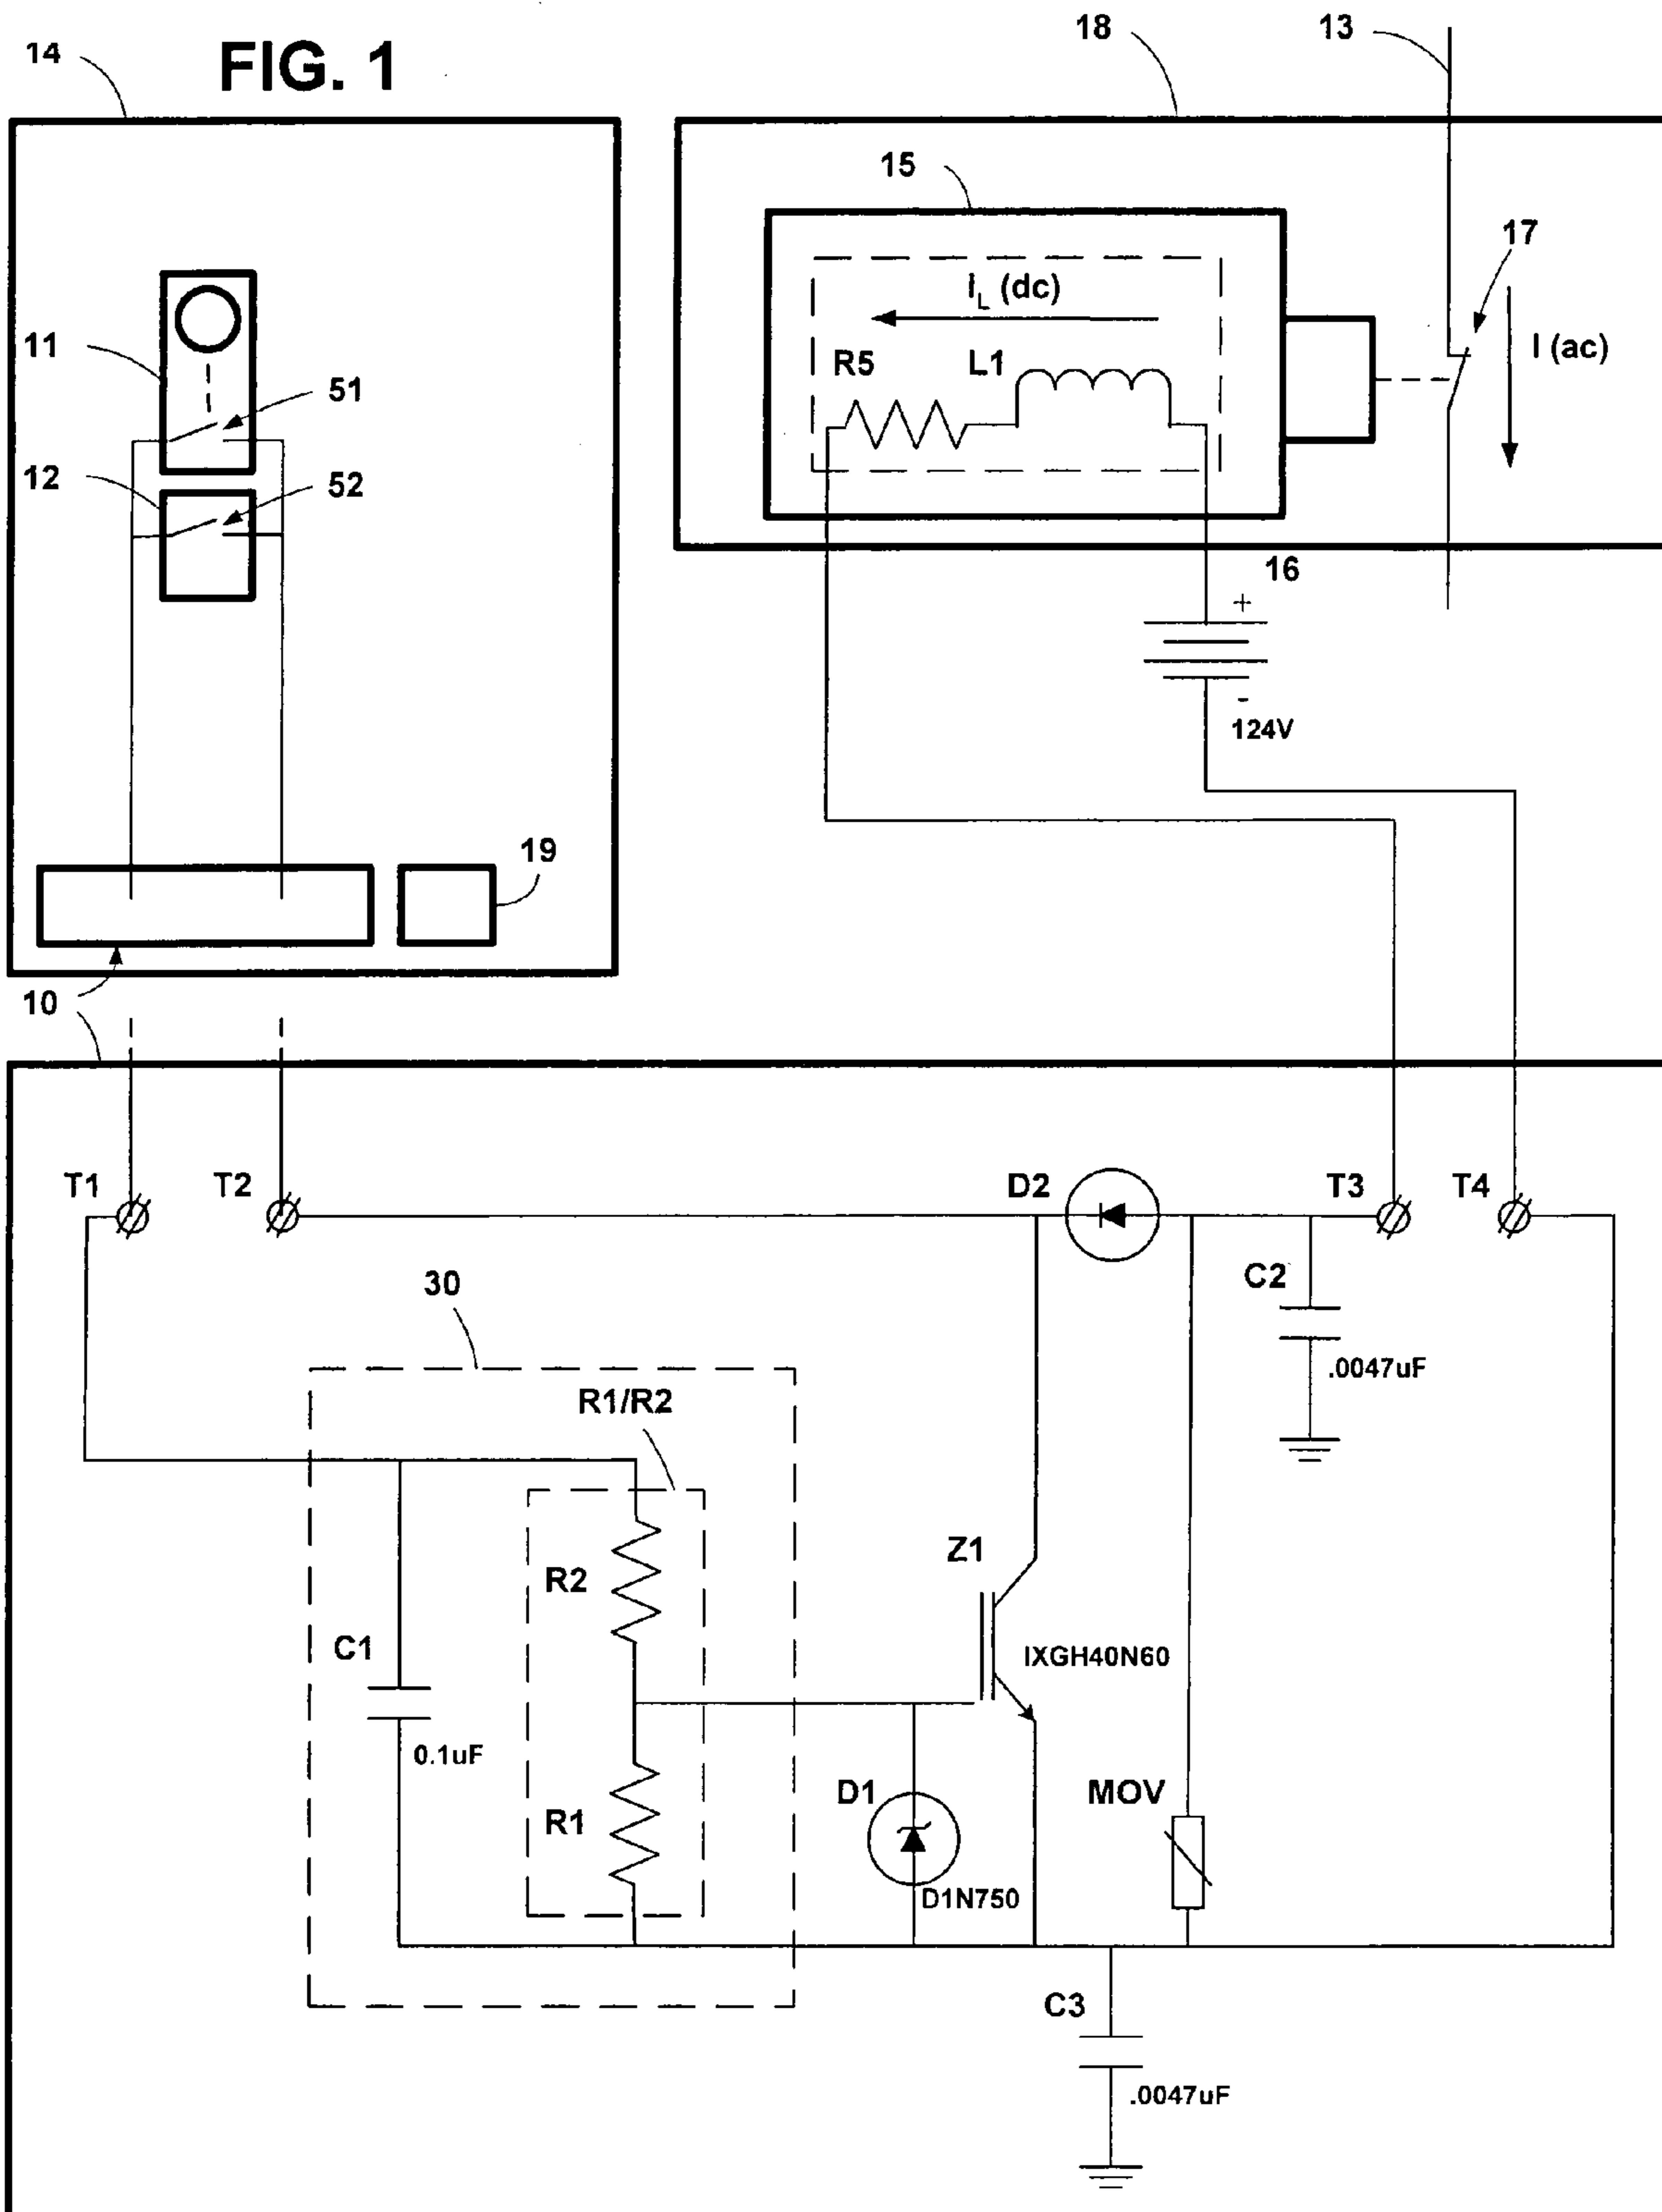 FIG. 1
14
18
13
15
17
I_L (dc)
I (ac)
R5
L1
11
51
12
52
16
+
-
124V
19
10
T1
T2
D2
T3
T4
C2
.0047uF
30
R1/R2
R2
Z1
IXGH40N60
C1
0.1uF
R1
D1
D1N750
MOV
C3
.0047uF